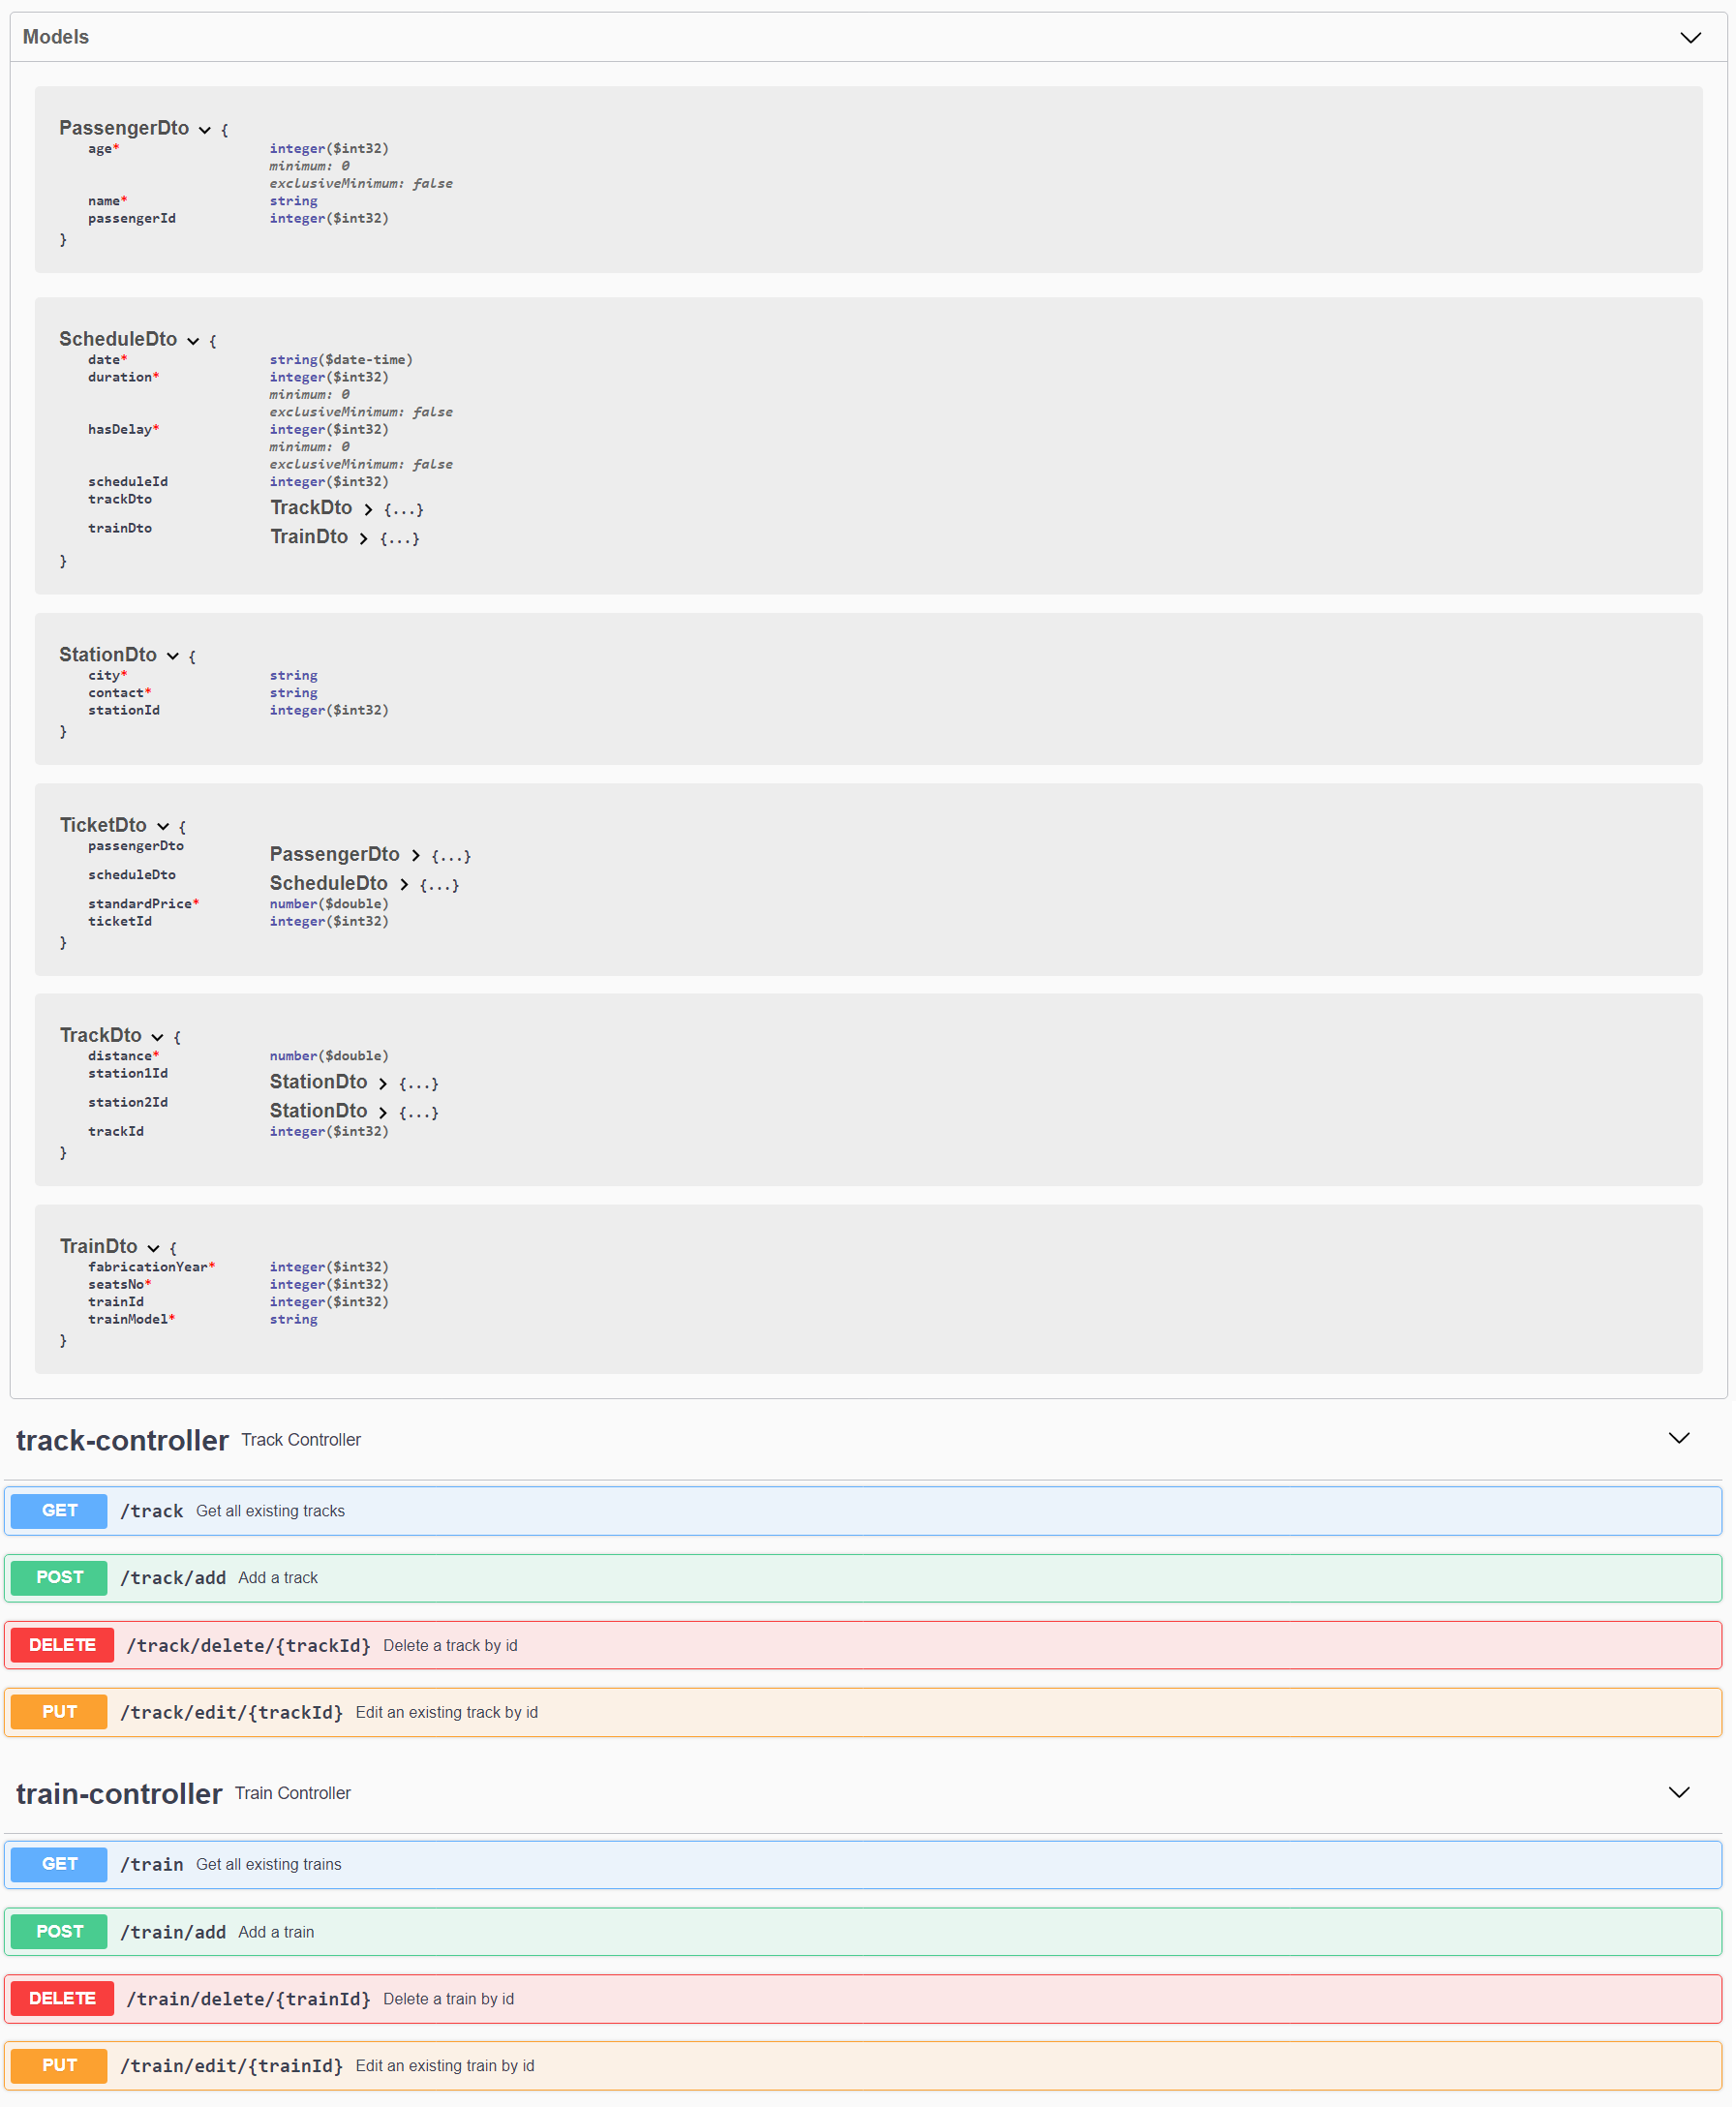 Models
PassengerDto {
age* integer($int32)
minimum: 0
exclusiveMinimum: false
name* string
passengerId integer($int32)
}
ScheduleDto {
date* string($date-time)
duration* integer($int32)
minimum: 0
exclusiveMinimum: false
hasDelay* integer($int32)
minimum: 0
exclusiveMinimum: false
scheduleId integer($int32)
trackDto TrackDto {...}
trainDto TrainDto {...}
}
StationDto {
city* string
contact* string
stationId integer($int32)
}
TicketDto {
passengerDto PassengerDto {...}
scheduleDto ScheduleDto {...}
standardPrice* number($double)
ticketId integer($int32)
}
TrackDto {
distance* number($double)
station1Id StationDto {...}
station2Id StationDto {...}
trackId integer($int32)
}
TrainDto {
fabricationYear* integer($int32)
seatsNo* integer($int32)
trainId integer($int32)
trainModel* string
}
track-controller Track Controller
GET /track Get all existing tracks
POST /track/add Add a track
DELETE /track/delete/{trackId} Delete a track by id
PUT /track/edit/{trackId} Edit an existing track by id
train-controller Train Controller
GET /train Get all existing trains
POST /train/add Add a train
DELETE /train/delete/{trainId} Delete a train by id
PUT /train/edit/{trainId} Edit an existing train by id